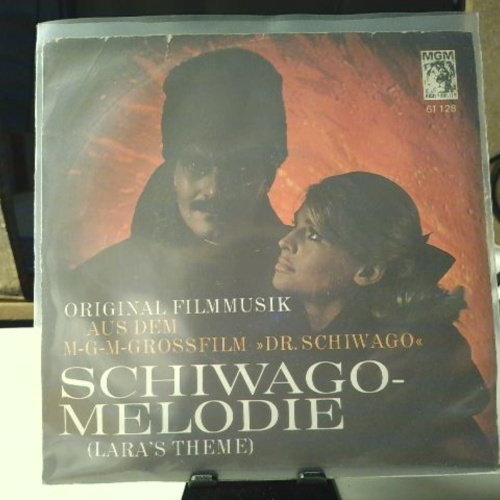 MGM
61 128
ORIGINAL FILMMUSIK
AUS DEM
M-G-M-GROSSFILM »DR. SCHIWAGO«
SCHIWAGO-
MELODIE
(LARA'S THEME)